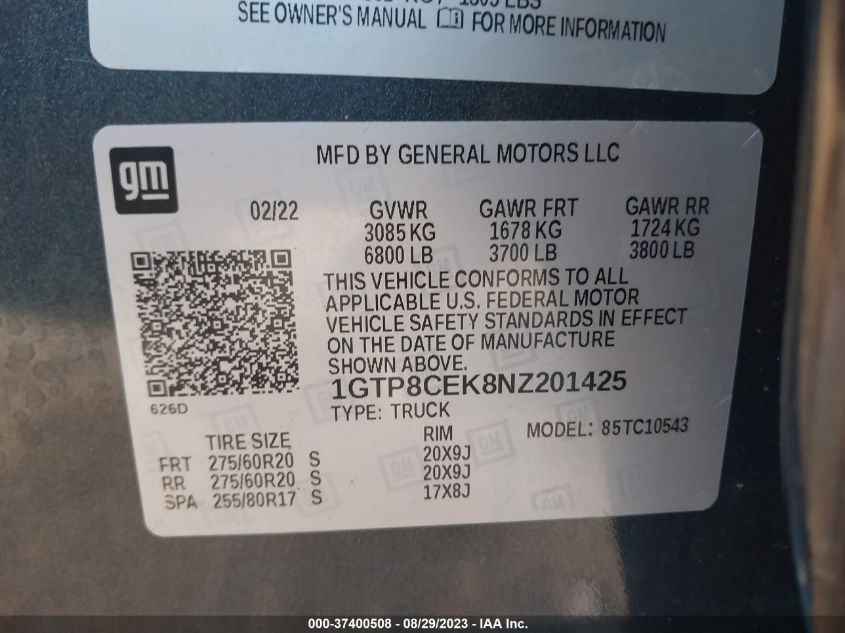 LBS
SEE OWNER'S MANUAL FOR MORE INFORMATION
gm
MFD BY GENERAL MOTORS LLC
02/22 GVWR GAWR FRT GAWR RR
3085 KG 1678 KG 1724 KG
6800 LB 3700 LB 3800 LB
THIS VEHICLE CONFORMS TO ALL
APPLICABLE U.S. FEDERAL MOTOR
VEHICLE SAFETY STANDARDS IN EFFECT
ON THE DATE OF MANUFACTURE
SHOWN ABOVE.
1GTP8CEK8NZ201425
626D
TYPE: TRUCK
TIRE SIZE RIM MODEL: 85TC10543
FRT 275/60R20 S 20X9J
RR 275/60R20 S 20X9J
SPA 255/80R17 S 17X8J
000-37400508 - 08/29/2023 - IAA Inc.